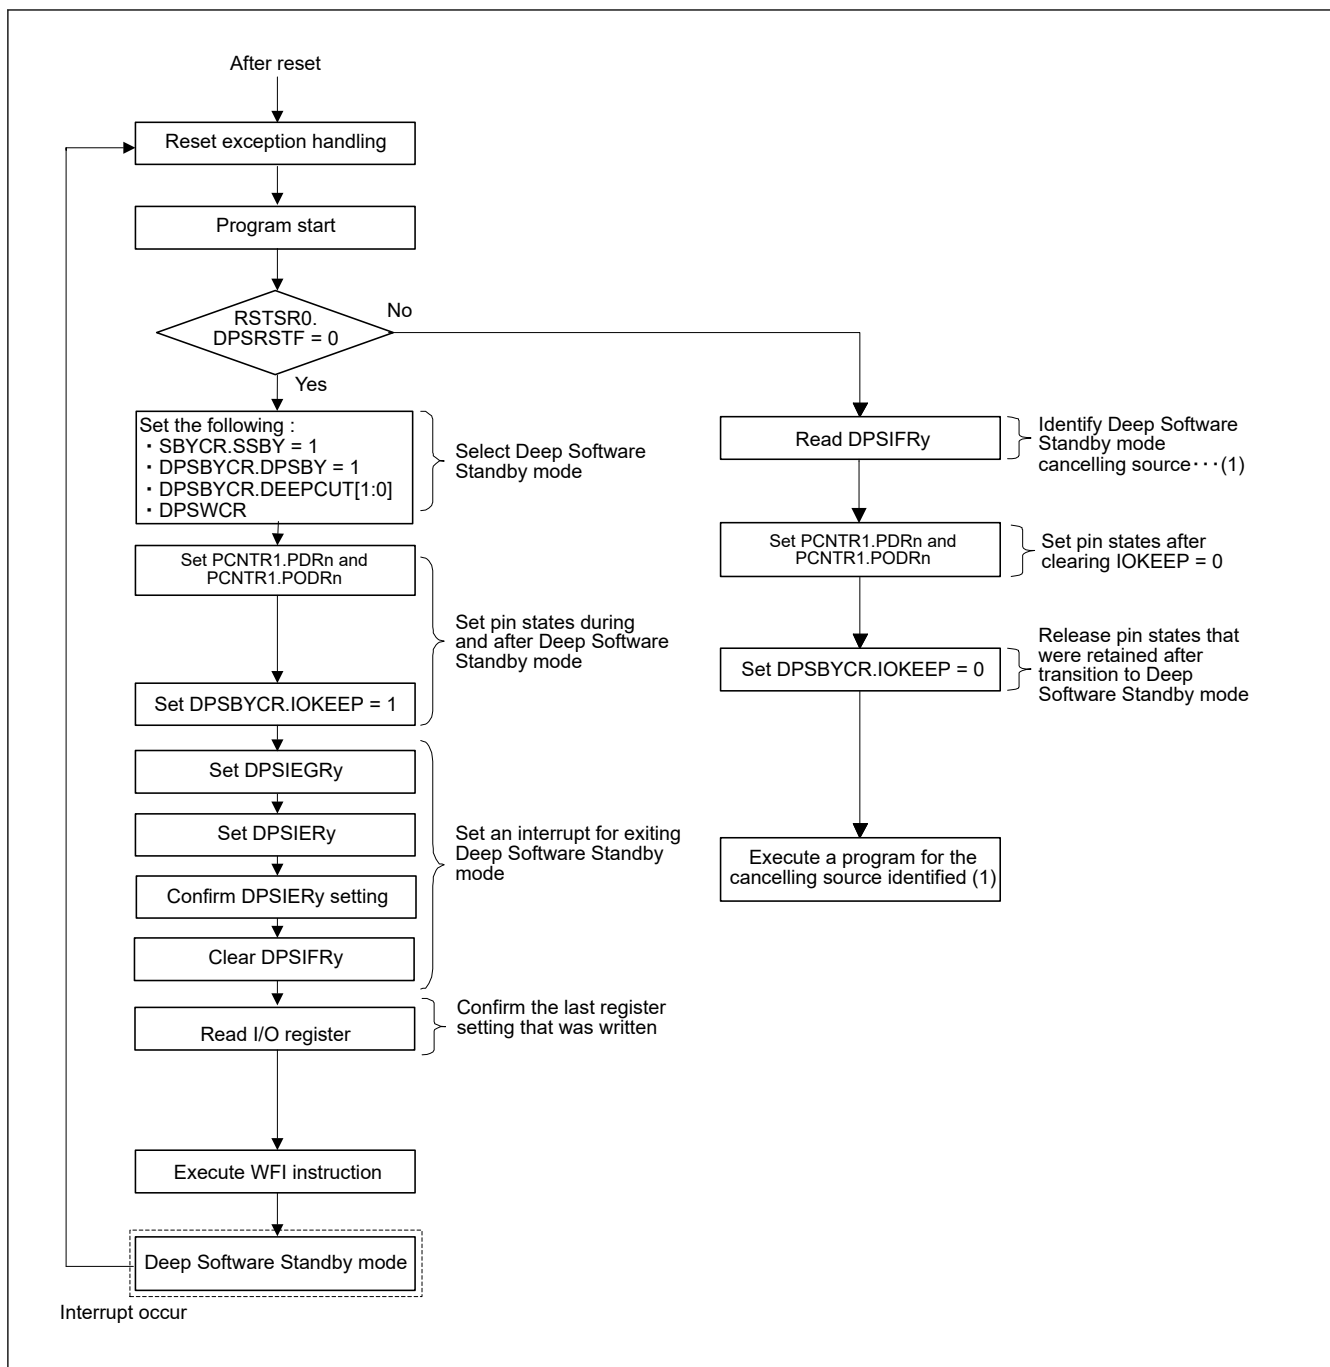 After reset
Reset exception handling
Program start
RSTSR0.
DPSRSTF = 0
No
Yes
Set the following :
・SBYCR.SSBY = 1
・DPSBYCR.DPSBY = 1
・DPSBYCR.DEEPCUT[1:0]
・DPSWCR
Select Deep Software
Standby mode
Set PCNTR1.PDRn and
PCNTR1.PODRn
Set pin states during
and after Deep Software
Standby mode
Set DPSBYCR.IOKEEP = 1
Set DPSIEGRy
Set DPSIERy
Confirm DPSIERy setting
Clear DPSIFRy
Set an interrupt for exiting
Deep Software Standby
mode
Read I/O register
Confirm the last register
setting that was written
Execute WFI instruction
Deep Software Standby mode
Interrupt occur
Read DPSIFRy
Identify Deep Software
Standby mode
cancelling source・・・(1)
Set PCNTR1.PDRn and
PCNTR1.PODRn
Set pin states after
clearing IOKEEP = 0
Set DPSBYCR.IOKEEP = 0
Release pin states that
were retained after
transition to Deep
Software Standby mode
Execute a program for the
cancelling source identified (1)